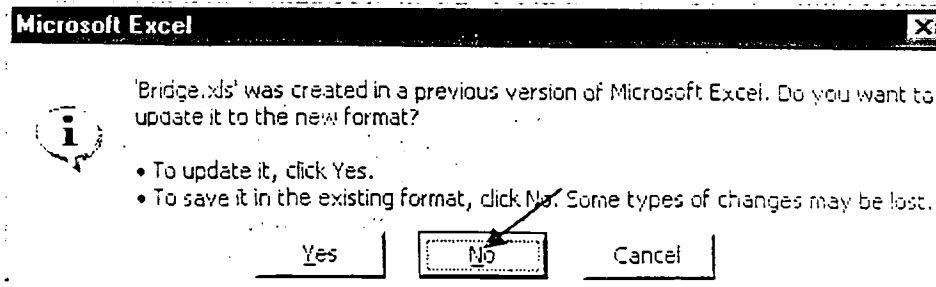 Microsoft Excel
'Bridge.xls' was created in a previous version of Microsoft Excel. Do you want to
update it to the new format?
• To update it, click Yes.
• To save it in the existing format, click No. Some types of changes may be lost.
Yes No Cancel